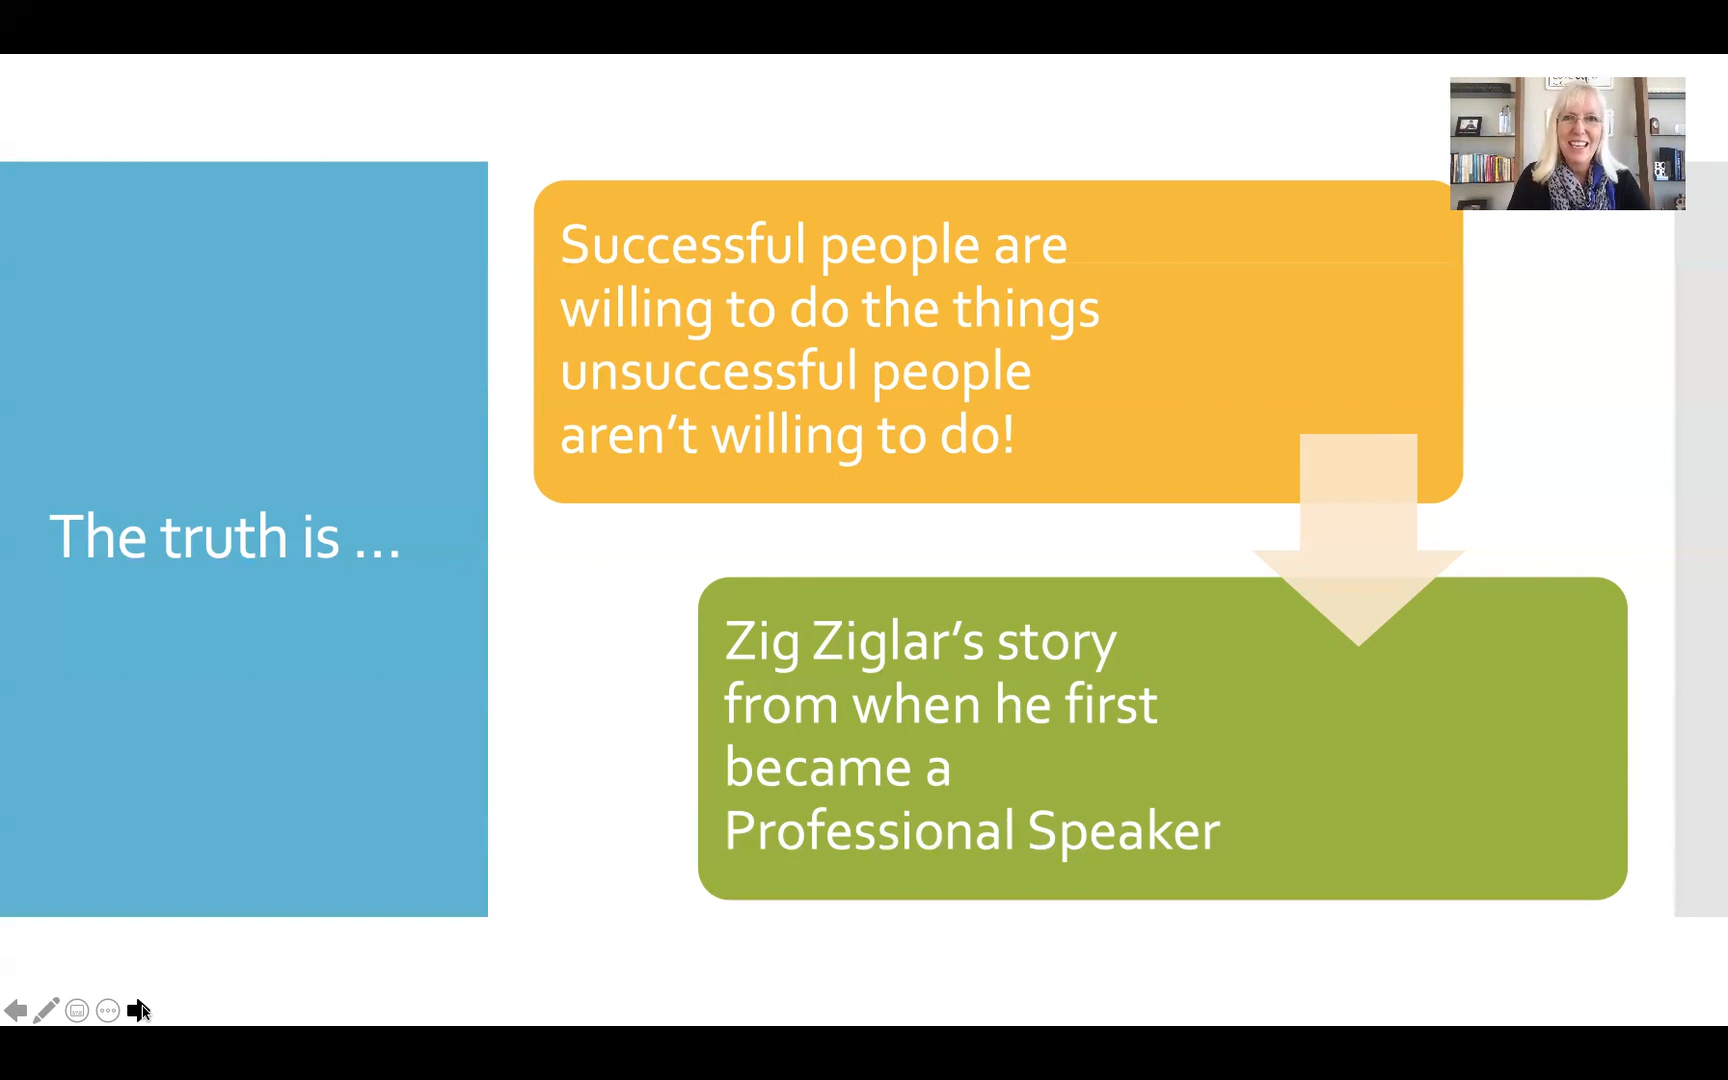 The truth is ...
Successful people are
willing to do the things
unsuccessful people
aren’t willing to do!
Zig Ziglar’s story
from when he first
became a
Professional Speaker